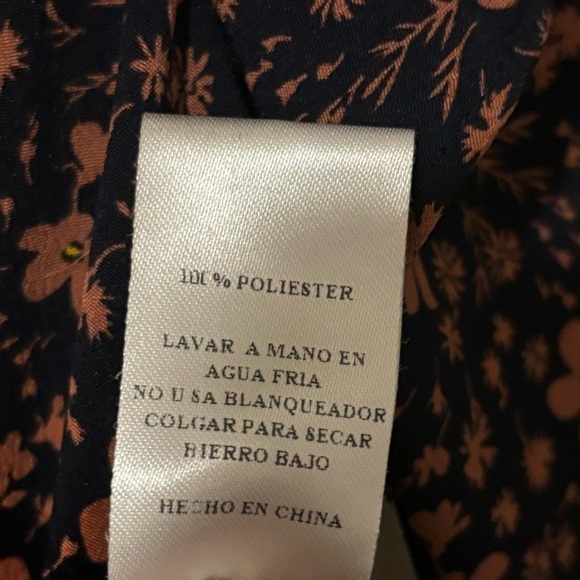 100% POLIESTER
LAVAR A MANO EN
AGUA FRIA
NO USA BLANQUEADOR
COLGAR PARA SECAR
HIERRO BAJO
HECHO EN CHINA